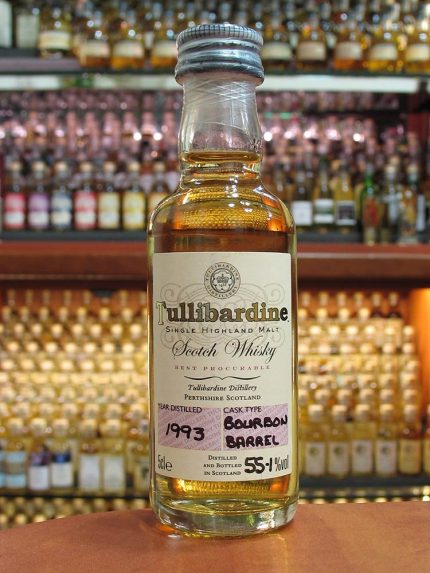 Tullibardine
SINGLE HIGHLAND MALT
Scotch Whisky
BEST PROCURABLE
Tullibardine Distillery
PERTHSHIRE SCOTLAND
YEAR DISTILLED
1993
CASK TYPE
BOURBON
BARREL
5cl e
DISTILLED
AND BOTTLED
IN SCOTLAND
55·1 %vol